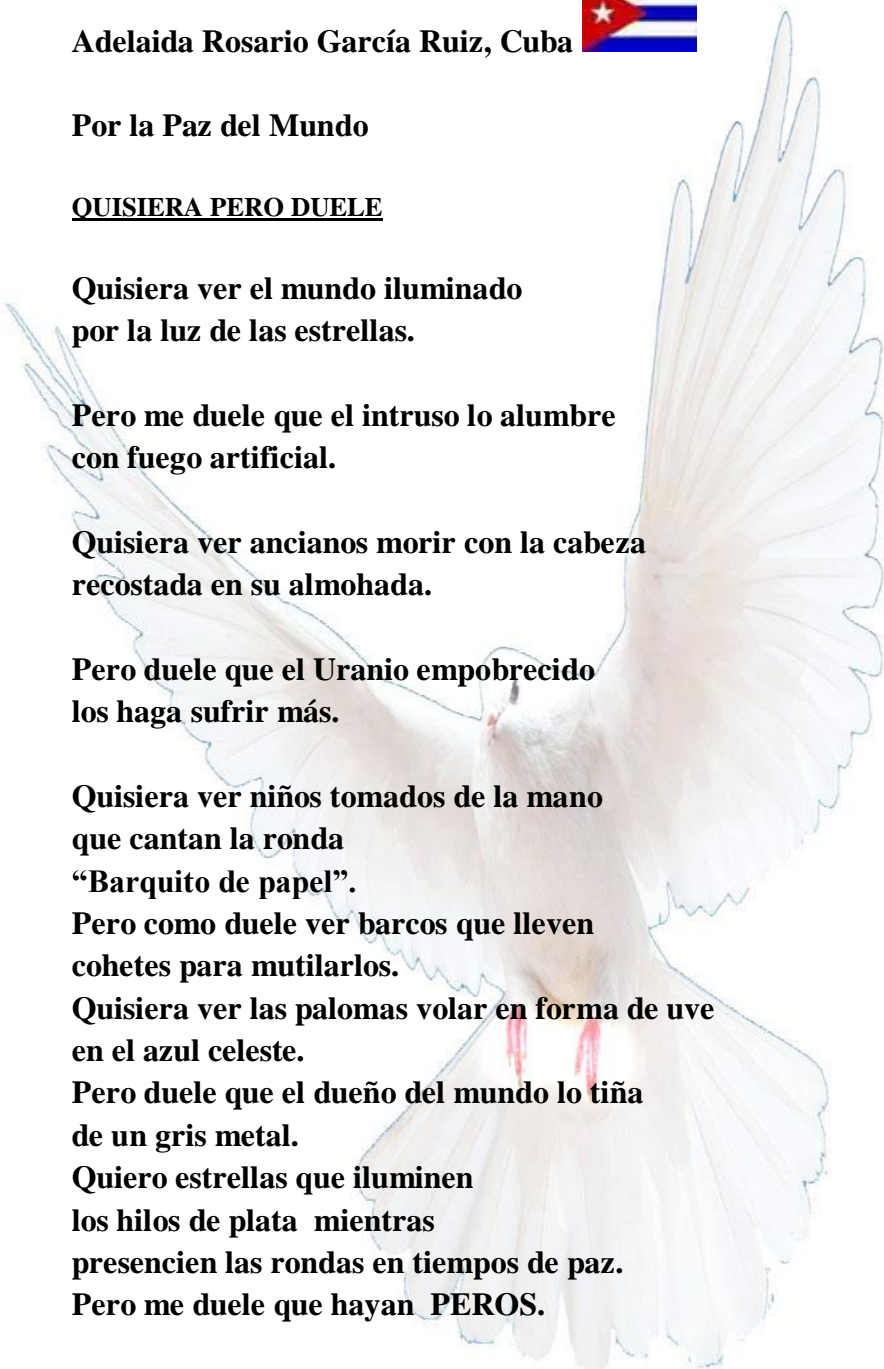 Adelaida Rosario García Ruiz, Cuba
Por la Paz del Mundo
QUISIERA PERO DUELE
Quisiera ver el mundo iluminado
por la luz de las estrellas.
Pero me duele que el intruso lo alumbre
con fuego artificial.
Quisiera ver ancianos morir con la cabeza
recostada en su almohada.
Pero duele que el Uranio empobrecido
los haga sufrir más.
Quisiera ver niños tomados de la mano
que cantan la ronda
“Barquito de papel”.
Pero como duele ver barcos que lleven
cohetes para mutilarlos.
Quisiera ver las palomas volar en forma de uve
en el azul celeste.
Pero duele que el dueño del mundo lo tiña
de un gris metal.
Quiero estrellas que iluminen
los hilos de plata  mientras
presencien las rondas en tiempos de paz.
Pero me duele que hayan  PEROS.